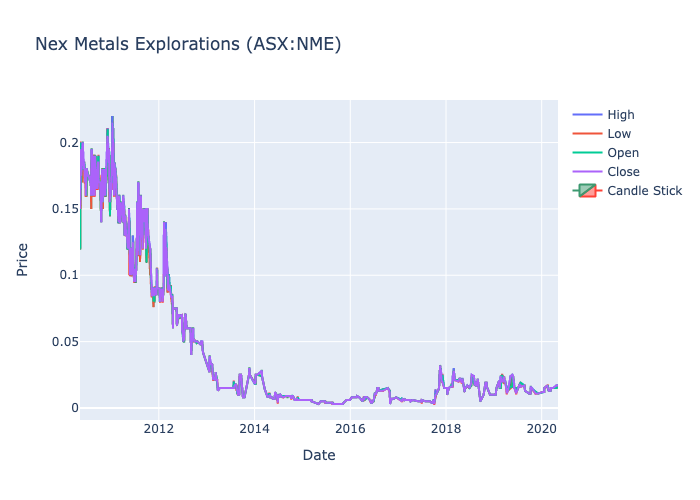 Nex Metals Explorations (ASX:NME)
High
Low
Open
Close
Candle Stick
0.2
0.15
0.1
0.05
0
Price
2012
2014
2016
2018
2020
Date